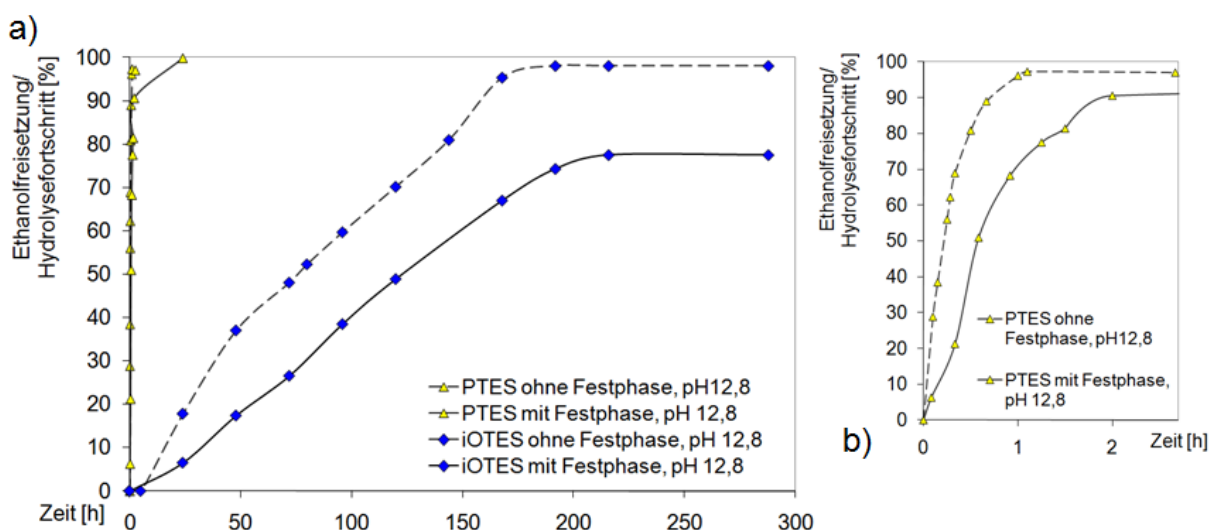 a)
Ethanolfreisetzung/
Hydrolysefortschritt [%]
100
90
80
70
60
50
40
30
20
10
0
PTES ohne Festphase, pH12,8
PTES mit Festphase, pH 12,8
iOTES ohne Festphase, pH 12,8
iOTES mit Festphase, pH 12,8
Zeit [h]
0 50 100 150 200 250 300
Ethanolfreisetzung/
Hydrolysefortschritt [%]
100
90
80
70
60
50
40
30
20
10
0
PTES ohne
Festphase, pH12,8
PTES mit Festphase,
pH 12,8
b)
0 1 2 Zeit [h]